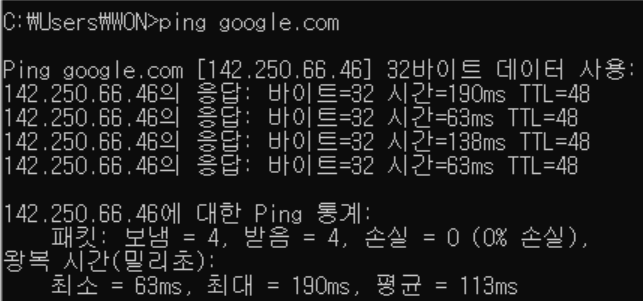 C:₩Users₩WON>ping google.com
Ping google.com [142.250.66.46] 32바이트 데이터 사용:
142.250.66.46의 응답: 바이트=32 시간=190ms TTL=48
142.250.66.46의 응답: 바이트=32 시간=63ms TTL=48
142.250.66.46의 응답: 바이트=32 시간=138ms TTL=48
142.250.66.46의 응답: 바이트=32 시간=63ms TTL=48
142.250.66.46에 대한 Ping 통계:
패킷: 보냄 = 4, 받음 = 4, 손실 = 0 (0% 손실),
왕복 시간(밀리초):
최소 = 63ms, 최대 = 190ms, 평균 = 113ms